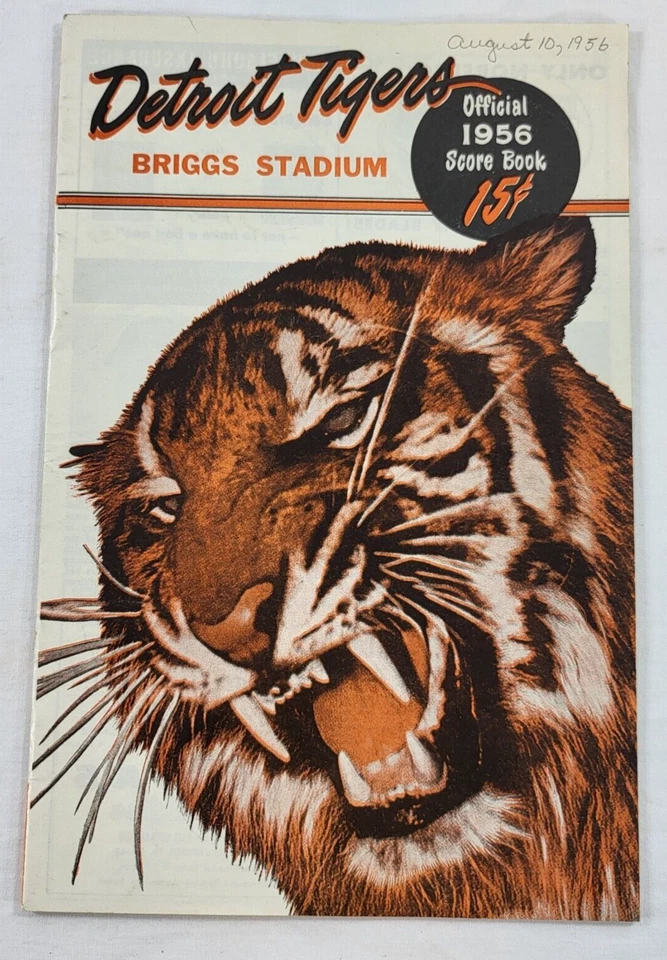 August 10, 1956
Detroit Tigers
BRIGGS STADIUM
Official
1956
Score Book
15¢